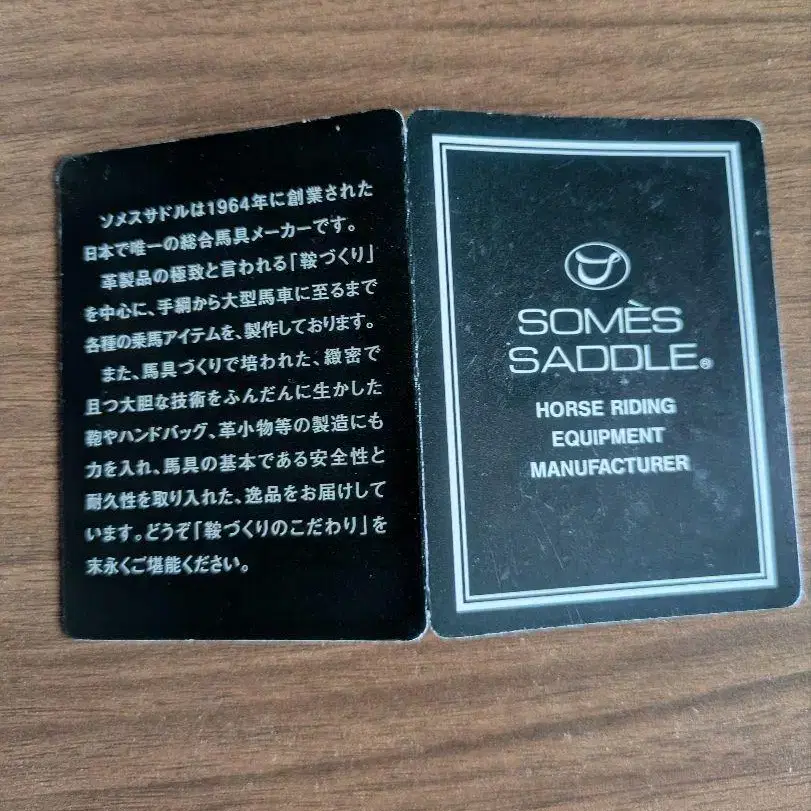 ソメスサドルは1964年に創業された
日本で唯一の総合馬具メーカーです。
革製品の極致と言われる「鞍づくり」
を中心に、手綱から大型馬車に至るまで
各種の乗馬アイテムを、製作しております。
また、馬具づくりで培われた、緻密で
且つ大胆な技術をふんだんに生かした
鞄やハンドバッグ、革小物等の製造にも
力を入れ、馬具の基本である安全性と
耐久性を取り入れた、逸品をお届けして
います。どうぞ「鞍づくりのこだわり」を
末永くご堪能ください。
SOMÈS
SADDLE®
HORSE RIDING
EQUIPMENT
MANUFACTURER